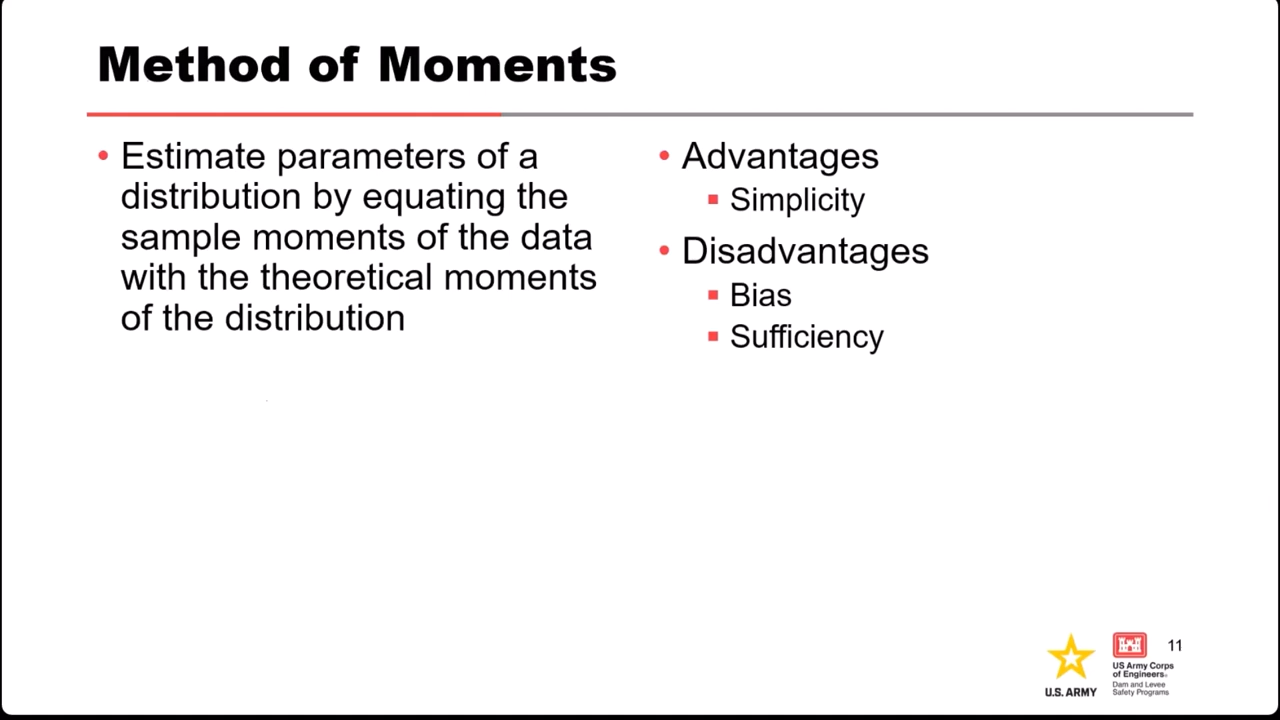 Method of Moments
• Estimate parameters of a
distribution by equating the
sample moments of the data
with the theoretical moments
of the distribution
• Advantages
▪ Simplicity
• Disadvantages
▪ Bias
▪ Sufficiency
U.S. ARMY
US Army Corps
of Engineers®
Dam and Levee
Safety Programs
11